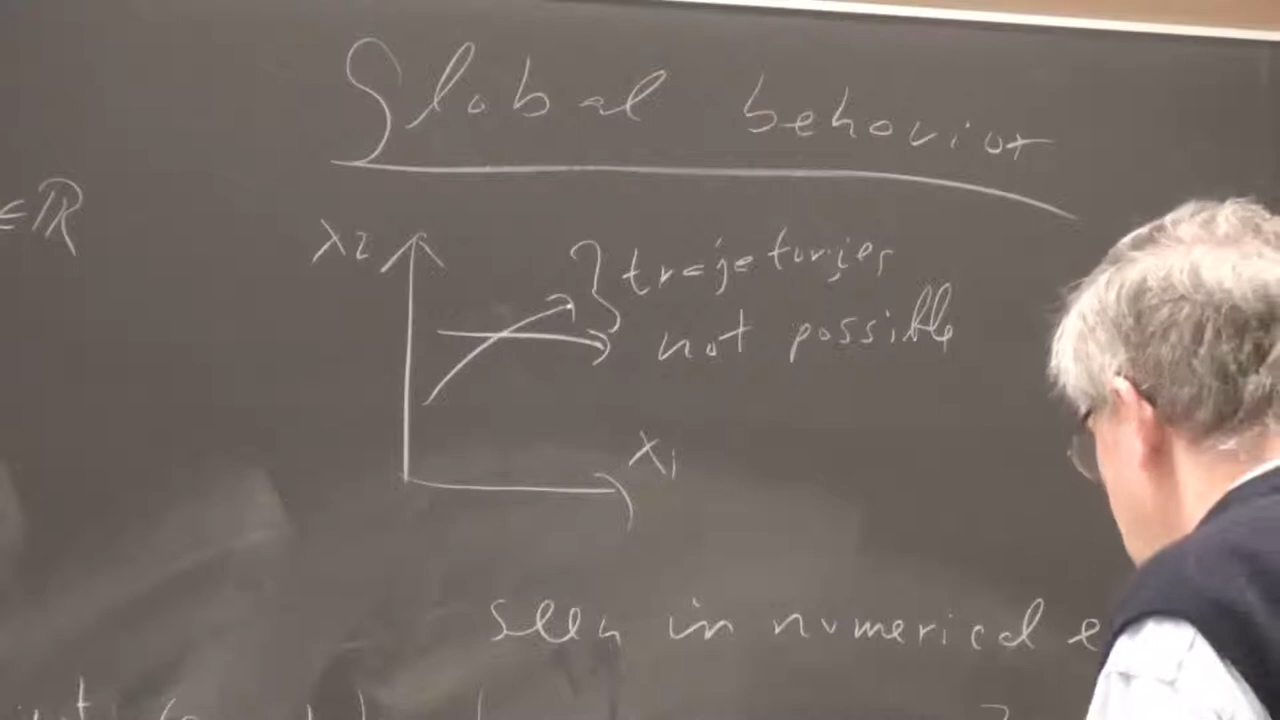 Global behavior
∈ℝ
x2
trajectories
not possible
x1
seen in numerical